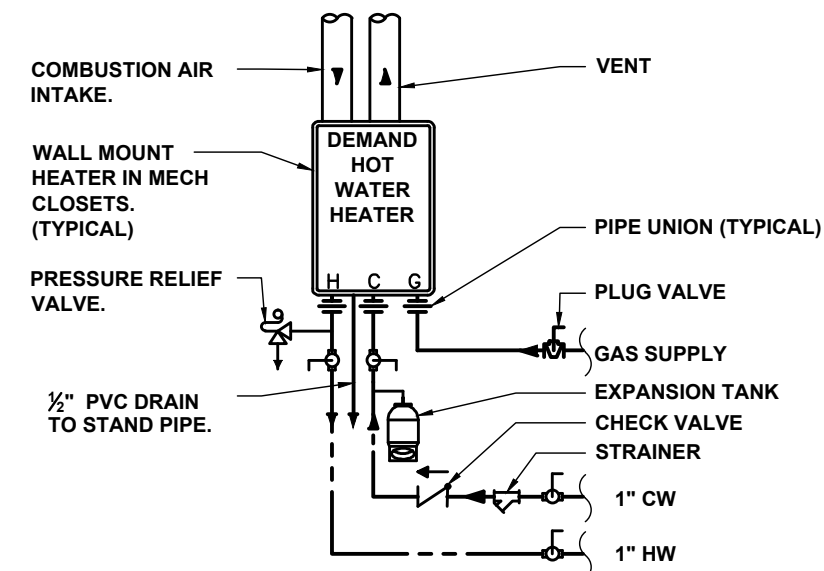 COMBUSTION AIR
INTAKE.
VENT
WALL MOUNT
HEATER IN MECH
CLOSETS.
(TYPICAL)
DEMAND
HOT
WATER
HEATER
PIPE UNION (TYPICAL)
H C G
PRESSURE RELIEF
VALVE.
PLUG VALVE
GAS SUPPLY
½" PVC DRAIN
TO STAND PIPE.
EXPANSION TANK
CHECK VALVE
STRAINER
1" CW
1" HW